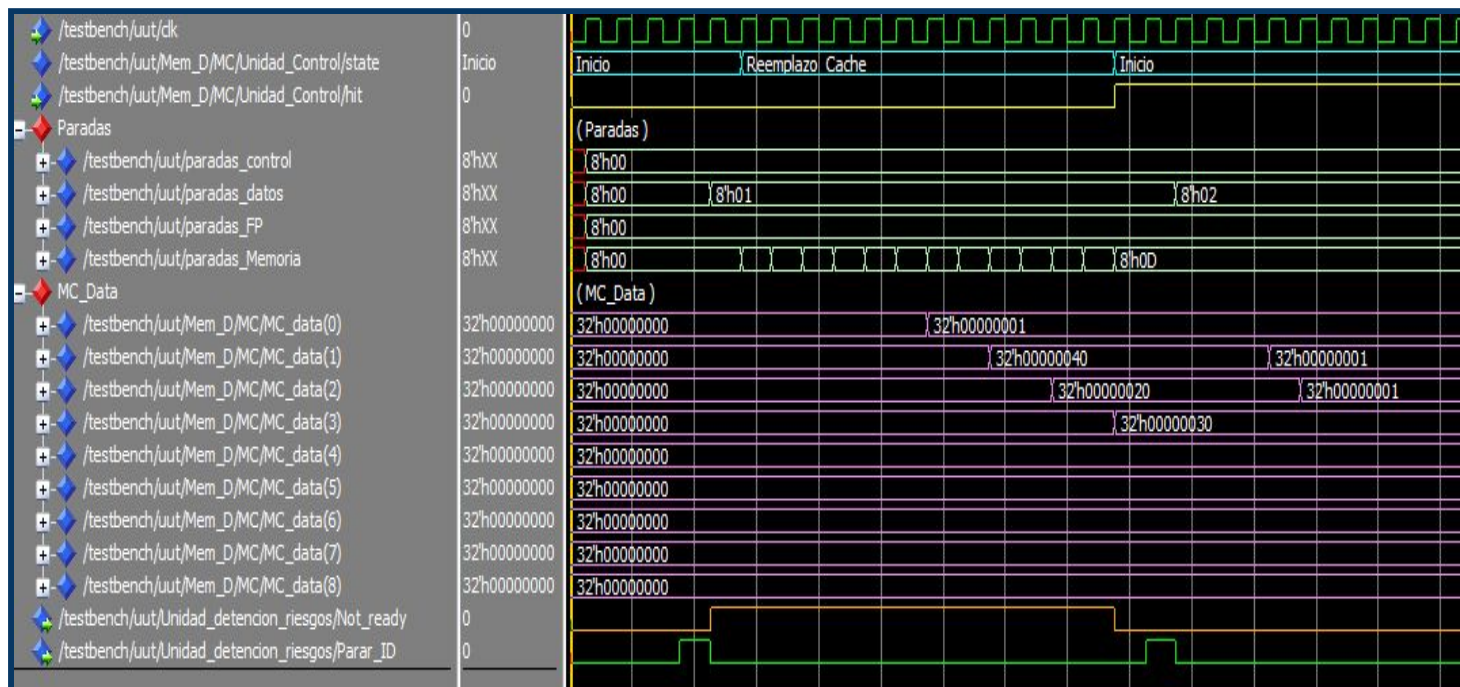 /testbench/uut/clk 0
/testbench/uut/Mem_D/MC/Unidad_Control/state Inicio Inicio Reemplazo Cache Inicio
/testbench/uut/Mem_D/MC/Unidad_Control/hit 0
Paradas (Paradas)
/testbench/uut/paradas_control 8'hXX 8'h00
/testbench/uut/paradas_datos 8'hXX 8'h00 8'h01 8'h02
/testbench/uut/paradas_FP 8'hXX 8'h00
/testbench/uut/paradas_Memoria 8'hXX 8'h00 8'h0D
MC_Data (MC_Data)
/testbench/uut/Mem_D/MC/MC_data(0) 32'h00000000 32'h00000000 32'h00000001
/testbench/uut/Mem_D/MC/MC_data(1) 32'h00000000 32'h00000000 32'h00000040 32'h00000001
/testbench/uut/Mem_D/MC/MC_data(2) 32'h00000000 32'h00000000 32'h00000020 32'h00000001
/testbench/uut/Mem_D/MC/MC_data(3) 32'h00000000 32'h00000000 32'h00000030
/testbench/uut/Mem_D/MC/MC_data(4) 32'h00000000 32'h00000000
/testbench/uut/Mem_D/MC/MC_data(5) 32'h00000000 32'h00000000
/testbench/uut/Mem_D/MC/MC_data(6) 32'h00000000 32'h00000000
/testbench/uut/Mem_D/MC/MC_data(7) 32'h00000000 32'h00000000
/testbench/uut/Mem_D/MC/MC_data(8) 32'h00000000 32'h00000000
/testbench/uut/Unidad_detencion_riesgos/Not_ready 0
/testbench/uut/Unidad_detencion_riesgos/Parar_ID 0